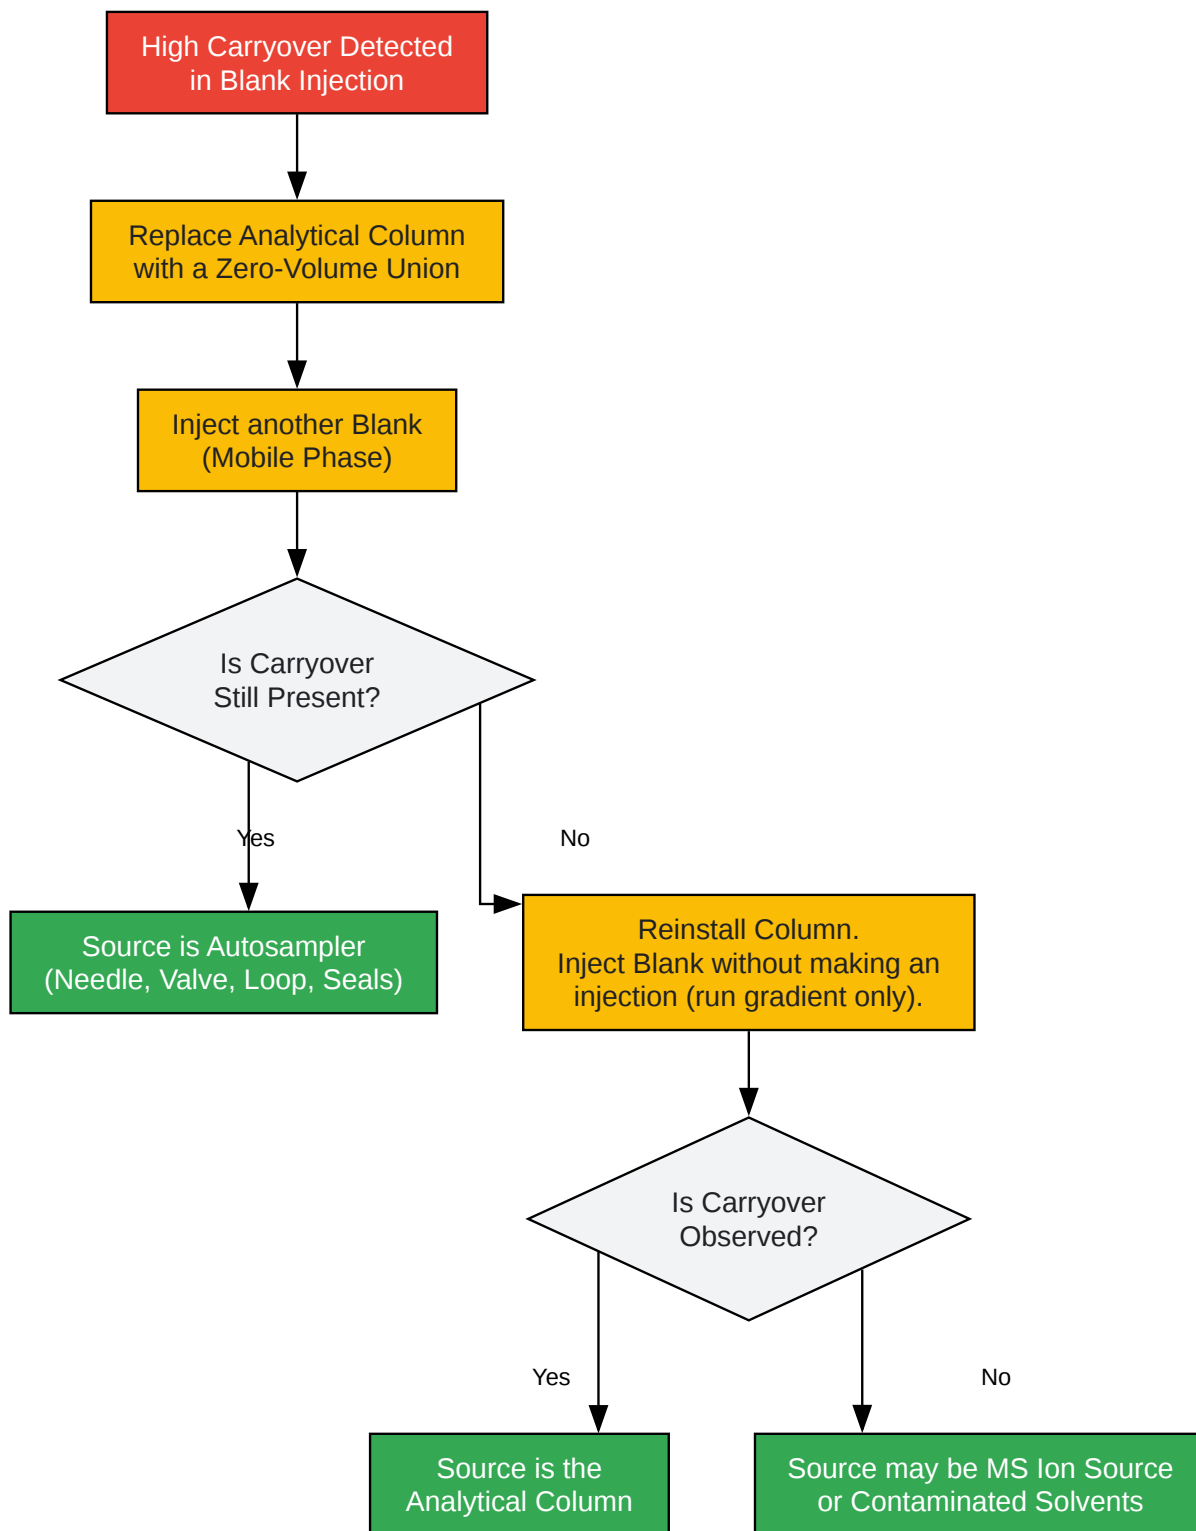 High Carryover Detected
in Blank Injection
Replace Analytical Column
with a Zero-Volume Union
Inject another Blank
(Mobile Phase)
Is Carryover
Still Present?
Yes
No
Source is Autosampler
(Needle, Valve, Loop, Seals)
Reinstall Column.
Inject Blank without making an
injection (run gradient only).
Is Carryover
Observed?
Yes
No
Source is the
Analytical Column
Source may be MS Ion Source
or Contaminated Solvents